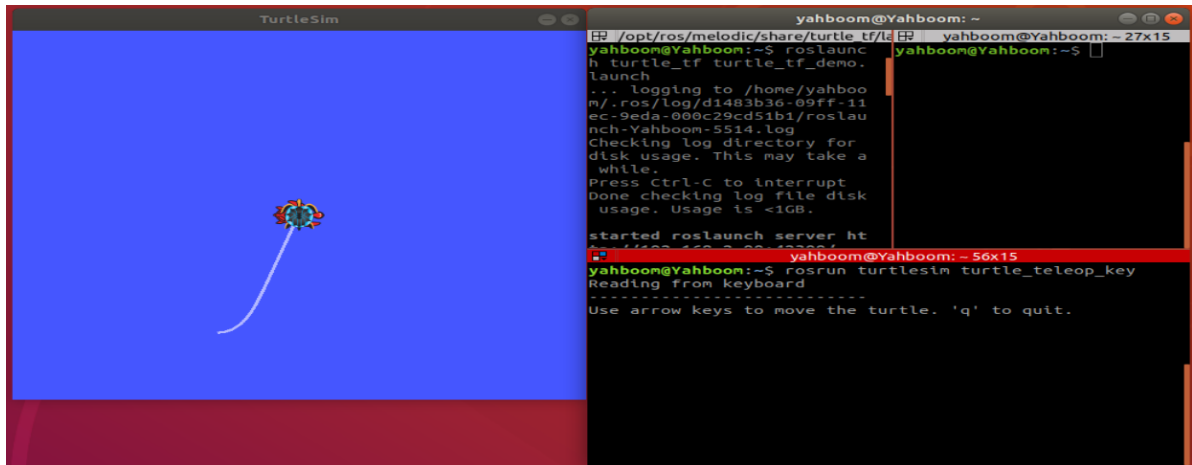 TurtleSim
yahboom@Yahboom: ~
/opt/ros/melodic/share/turtle_tf/la
yahboom@Yahboom: ~ 27x15
yahboom@Yahboom:~$ roslaunc
h turtle_tf turtle_tf_demo.
launch
... logging to /home/yahboo
m/.ros/log/d1483b36-09ff-11
ec-9eda-000c29cd51b1/roslau
nch-Yahboom-5514.log
Checking log directory for
disk usage. This may take a
while.
Press Ctrl-C to interrupt
Done checking log file disk
usage. Usage is <1GB.
started roslaunch server ht
yahboom@Yahboom:~$
yahboom@Yahboom: ~ 56x15
yahboom@Yahboom:~$ rosrun turtlesim turtle_teleop_key
Reading from keyboard
---------------------------
Use arrow keys to move the turtle. 'q' to quit.